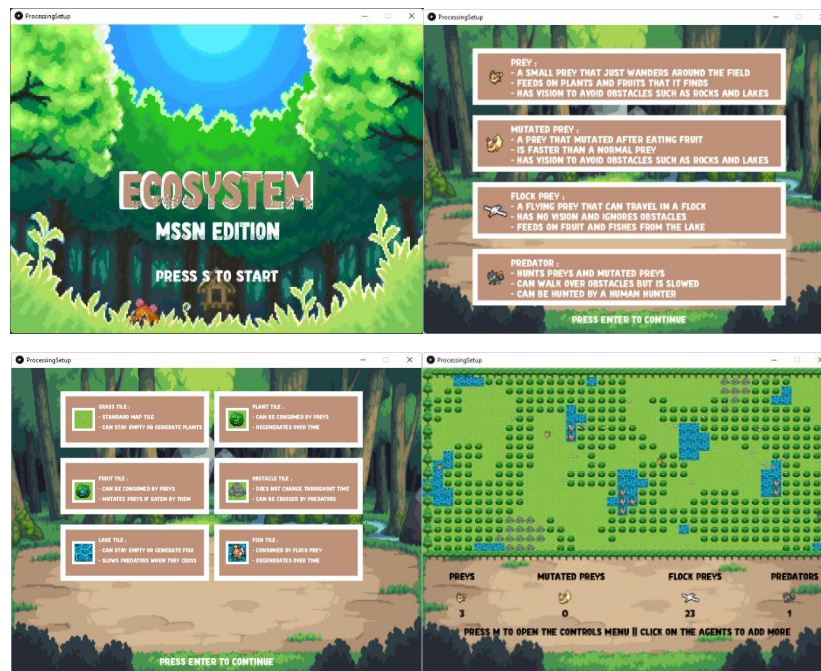 ProcessingSetup
ECOSYSTEM
MSSN EDITION
PRESS S TO START
ProcessingSetup
PREY :
- A SMALL PREY THAT JUST WANDERS AROUND THE FIELD
- FEEDS ON PLANTS AND FRUITS THAT IT FINDS
- HAS VISION TO AVOID OBSTACLES SUCH AS ROCKS AND LAKES
MUTATED PREY :
- A PREY THAT MUTATED AFTER EATING FRUIT
- IS FASTER THAN A NORMAL PREY
- HAS VISION TO AVOID OBSTACLES SUCH AS ROCKS AND LAKES
FLOCK PREY :
- A FLYING PREY THAT CAN TRAVEL IN A FLOCK
- HAS NO VISION AND IGNORES OBSTACLES
- FEEDS ON FRUIT AND FISHES FROM THE LAKE
PREDATOR :
- HUNTS PREYS AND MUTATED PREYS
- CAN WALK OVER OBSTACLES BUT IS SLOWED
- CAN BE HUNTED BY A HUMAN HUNTER
PRESS ENTER TO CONTINUE
ProcessingSetup
GRASS TILE :
- STANDARD MAP TILE
- CAN STAY EMPTY OR GENERATE PLANTS
PLANT TILE :
- CAN BE CONSUMED BY PREYS
- REGENERATES OVER TIME
FRUIT TILE :
- CAN BE CONSUMED BY PREYS
- MUTATES PREYS IF EATEN BY THEM
OBSTACLE TILE :
- DOES NOT CHANGE THROUGHOUT TIME
- CAN BE CROSSED BY PREDATORS
LAKE TILE :
- CAN STAY EMPTY OR GENERATE FISH
- SLOWS PREDATORS WHEN THEY CROSS
FISH TILE :
- CONSUMED BY FLOCK PREY
- REGENERATES OVER TIME
PRESS ENTER TO CONTINUE
ProcessingSetup
PREYS MUTATED PREYS FLOCK PREYS PREDATORS
3 0 23 1
PRESS M TO OPEN THE CONTROLS MENU || CLICK ON THE AGENTS TO ADD MORE